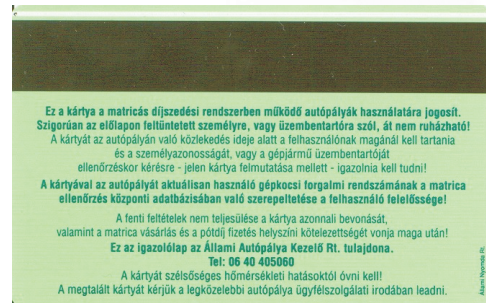 Ez a kártya a matricás díjszedési rendszerben működő autópályák használatára jogosít.
Szigorúan az előlapon feltüntetett személyre, vagy üzembentartóra szól, át nem ruházható!
A kártyát az autópályán való közlekedés ideje alatt a felhasználónak magánál kell tartania
és a személyazonosságát, vagy a gépjármű üzembentartóját
ellenőrzéskor kérésre - jelen kártya felmutatása mellett - igazolnia kell tudni!
A kártyával az autópályát aktuálisan használó gépkocsi forgalmi rendszámának a matrica
ellenőrzés központi adatbázisában való szerepeltetése a felhasználó felelőssége!
A fenti feltételek nem teljesülése a kártya azonnali bevonását,
valamint a matrica vásárlás és a pótdíj fizetés helyszíni kötelezettségét vonja maga után!
Ez az igazolólap az Állami Autópálya Kezelő Rt. tulajdona.
Tel: 06 40 405060
A kártyát szélsőséges hőmérsékleti hatásoktól óvni kell!
A megtalált kártyát kérjük a legközelebbi autópálya ügyfélszolgálati irodában leadni.
Állami Nyomda Rt.